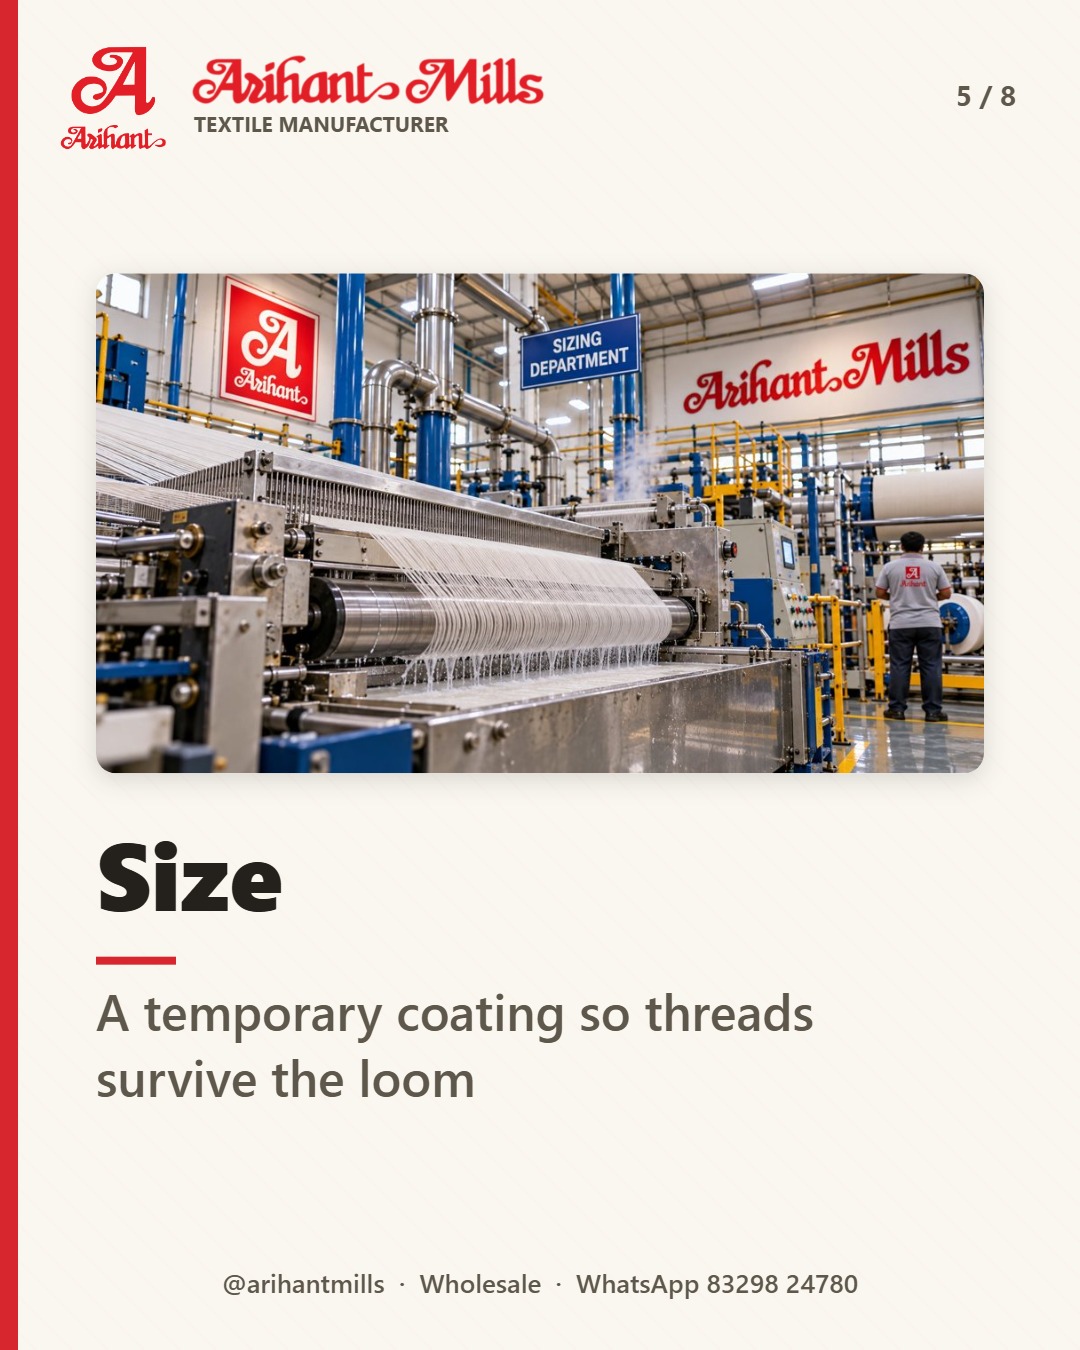 A
Arihant
Arihant Mills
TEXTILE MANUFACTURER
5 / 8
A
Arihant
SIZING
DEPARTMENT
Arihant Mills
A
Arihant
Size
A temporary coating so threads
survive the loom
@arihantmills · Wholesale · WhatsApp 83298 24780